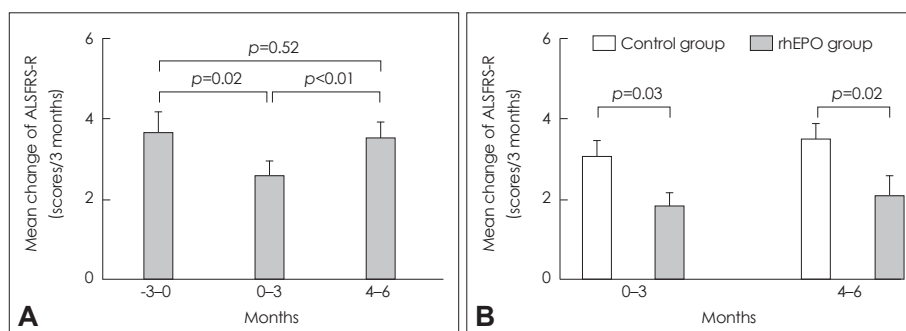 6
4
2
0
Mean change of ALSFRS-R
(scores/3 months)
p=0.52
p=0.02
p<0.01
-3–0
0–3
4–6
Months
A
6
4
2
0
Mean change of ALSFRS-R
(scores/3 months)
Control group
rhEPO group
p=0.03
p=0.02
0–3
4–6
Months
B